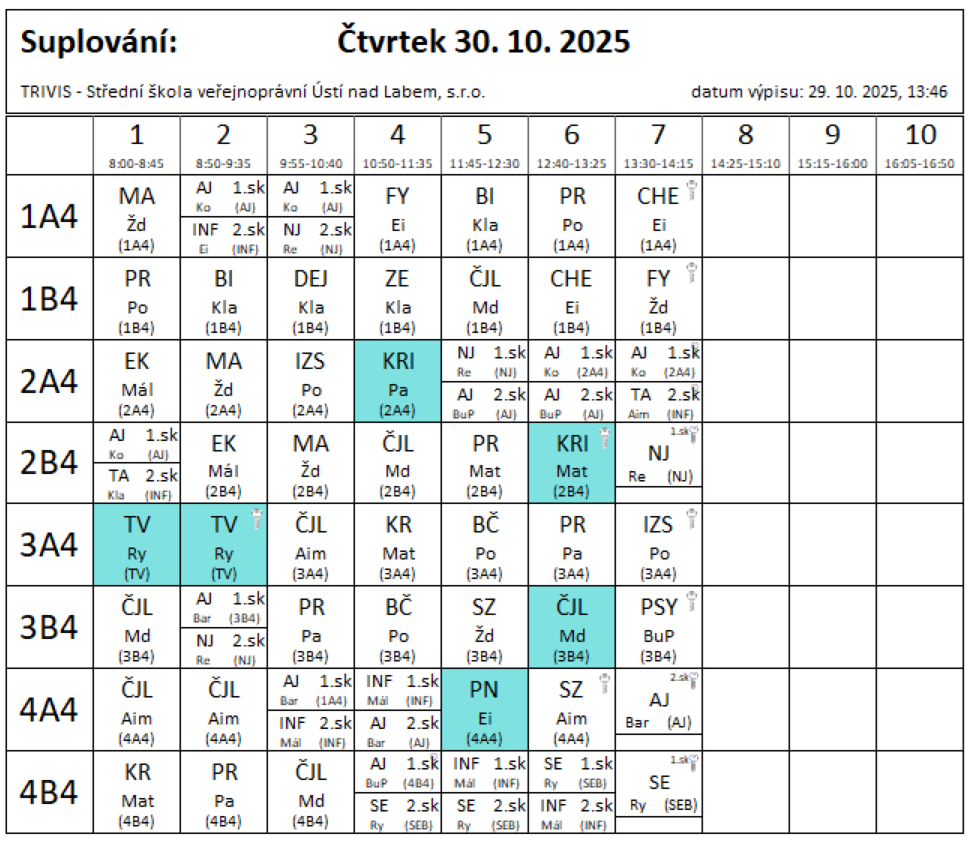 Suplování: Čtvrtek 30. 10. 2025
TRIVIS - Střední škola veřejnoprávní Ústí nad Labem, s.r.o. datum výpisu: 29. 10. 2025, 13:46
1 2 3 4 5 6 7 8 9 10
8:00-8:45 8:50-9:35 9:55-10:40 10:50-11:35 11:45-12:30 12:40-13:25 13:30-14:15 14:25-15:10 15:15-16:00 16:05-16:50
1A4
MA Žd (1A4)
AJ 1.sk Ko (AJ)
INF 2.sk Ei (INF)
AJ 1.sk Ko (AJ)
NJ 2.sk Re (NJ)
FY Ei (1A4)
BI Kla (1A4)
PR Po (1A4)
CHE Ei (1A4)
1B4
PR Po (1B4)
BI Kla (1B4)
DEJ Kla (1B4)
ZE Kla (1B4)
ČJL Md (1B4)
CHE Ei (1B4)
FY Žd (1B4)
2A4
EK Mál (2A4)
MA Žd (2A4)
IZS Po (2A4)
KRI Pa (2A4)
NJ 1.sk Re (NJ)
AJ 2.sk BuP (AJ)
AJ 1.sk Ko (2A4)
AJ 2.sk BuP (AJ)
AJ 1.sk Ko (2A4)
TA 2.sk Aim (INF)
2B4
AJ 1.sk Ko (AJ)
TA 2.sk Kla (INF)
EK Mál (2B4)
MA Žd (2B4)
ČJL Md (2B4)
PR Mat (2B4)
KRI Mat (2B4)
1.sk NJ Re (NJ)
3A4
TV Ry (TV)
TV Ry (TV)
ČJL Aim (3A4)
KR Mat (3A4)
BČ Po (3A4)
PR Pa (3A4)
IZS Po (3A4)
3B4
ČJL Md (3B4)
AJ 1.sk Bar (3B4)
NJ 2.sk Re (NJ)
PR Pa (3B4)
BČ Po (3B4)
SZ Žd (3B4)
ČJL Md (3B4)
PSY BuP (3B4)
4A4
ČJL Aim (4A4)
ČJL Aim (4A4)
AJ 1.sk Bar (1A4)
INF 2.sk Mál (INF)
INF 1.sk Mál (INF)
AJ 2.sk Bar (AJ)
PN Ei (4A4)
SZ Aim (4A4)
2.sk AJ Bar (AJ)
4B4
KR Mat (4B4)
PR Pa (4B4)
ČJL Md (4B4)
AJ 1.sk BuP (4B4)
SE 2.sk Ry (SEB)
INF 1.sk Mál (INF)
SE 2.sk Ry (SEB)
SE 1.sk Ry (SEB)
INF 2.sk Mál (INF)
1.sk SE Ry (SEB)